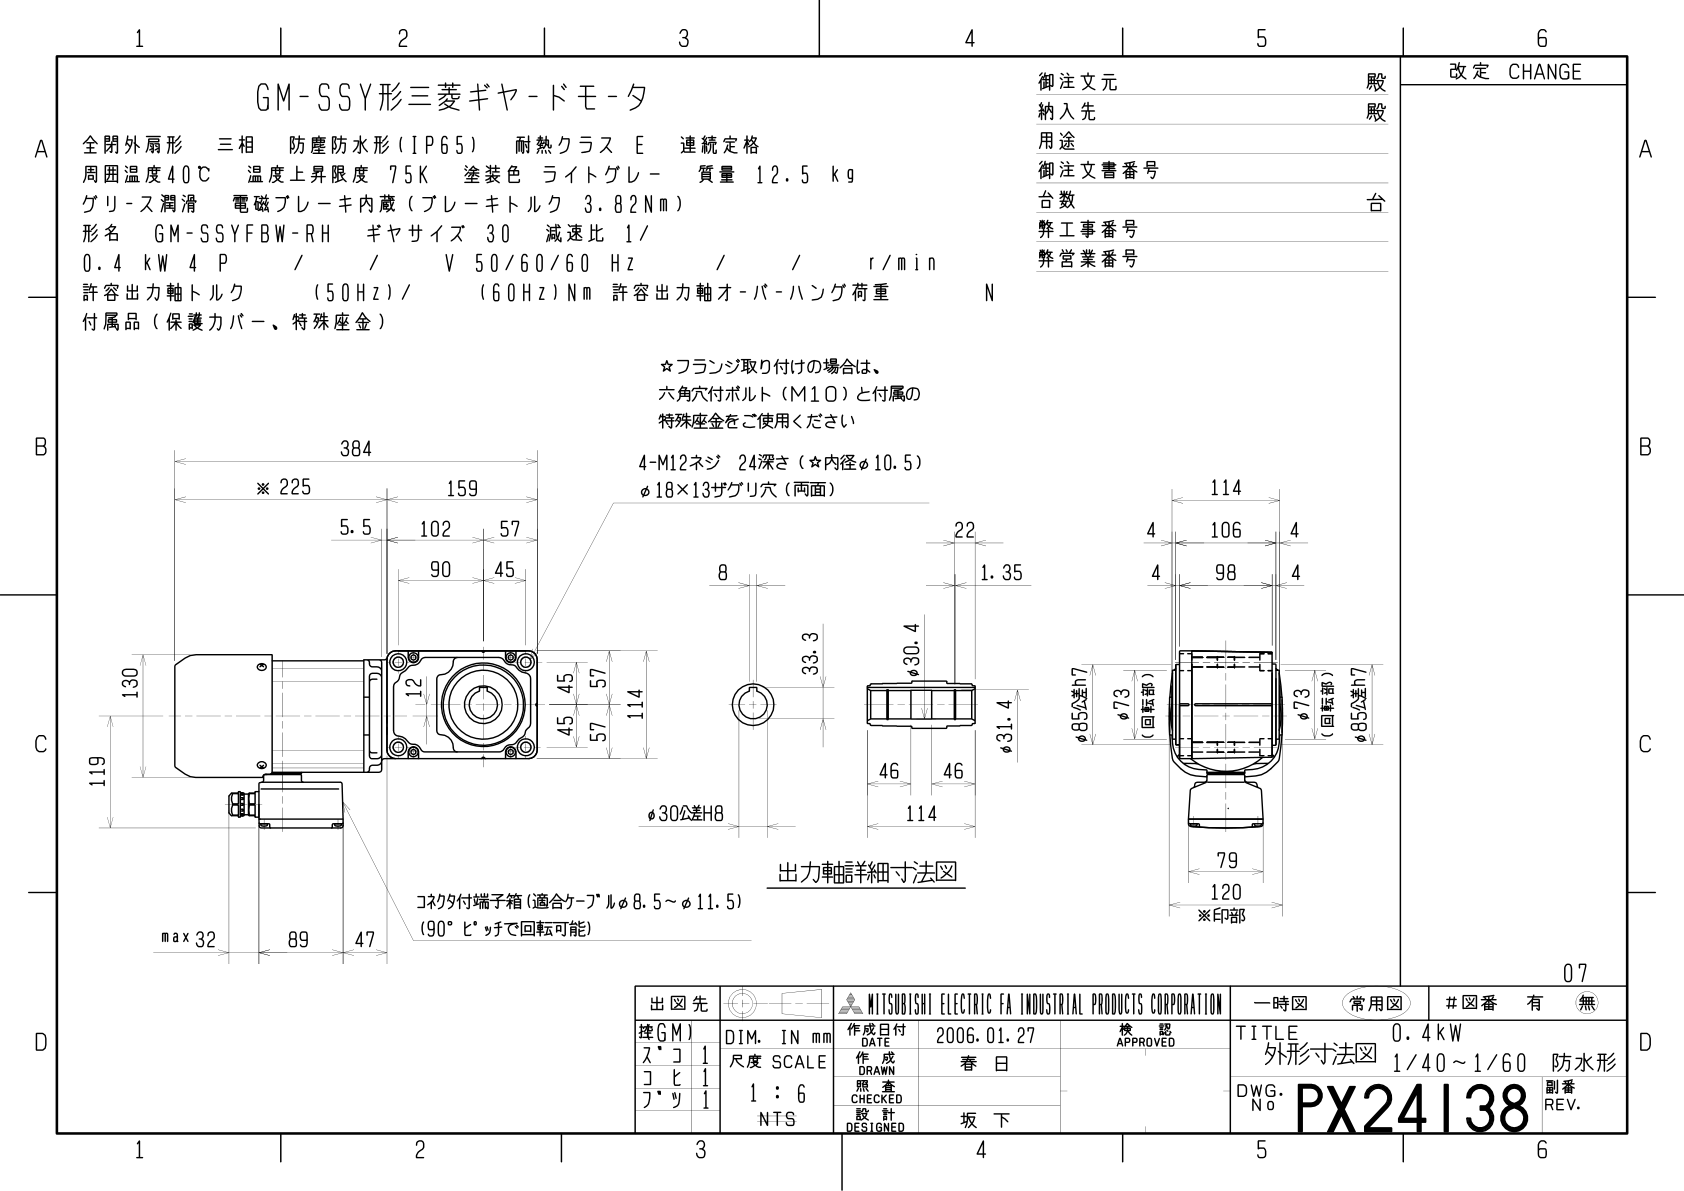 1 2 3 4 5 6
改定 CHANGE
GM-SSY形三菱ギヤ-ドモ-タ
御注文元 殿
納入先 殿
用途
御注文書番号
台数 台
弊工事番号
弊営業番号
A A
全閉外扇形 三相 防塵防水形(IP65) 耐熱クラス E 連続定格
周囲温度40℃ 温度上昇限度 75K 塗装色 ライトグレ- 質量 12.5 kg
グリ-ス潤滑 電磁ブレ-キ内蔵(ブレ-キトルク 3.82Nm)
形名 GM-SSYFBW-RH ギヤサイズ 30 減速比 1/
0.4 kW 4 P / / V 50/60/60 Hz / / r/min
許容出力軸トルク (50Hz)/ (60Hz)Nm 許容出力軸オ-バ-ハング荷重 N
付属品(保護カバー、特殊座金)
☆フランジ取り付けの場合は、
六角穴付ボルト(M10)と付属の
特殊座金をご使用ください
B B
4-M12ネジ 24深さ(☆内径φ10.5)
φ18×13ザグリ穴(両面)
384
※ 225 159
5.5 102 57
90 45
130
119
12
45 57
45 57
114
max 32 89 47
コネクタ付端子箱(適合ケーブルφ8.5~φ11.5)
(90°ピッチで回転可能)
8
33.3
φ30公差H8
22
1.35
φ30.4
φ31.4
46 46
114
出力軸詳細寸法図
114
4 106 4
4 98 4
φ85公差h7
φ73
(回転部)
φ73
(回転部)
φ85公差h7
79
120
※印部
C C
07
D D
出図先
MITSUBISHI ELECTRIC FA INDUSTRIAL PRODUCTS CORPORATION
一時図 常用図 #図番 有 無
GM)
スコ 1
コヒ 1
ブツ 1
DIM. IN mm
尺度 SCALE
1 : 6
NTS
作成日付 DATE 2006.01.27
作成 DRAWN 春日
照査 CHECKED
設計 DESIGNED 坂下
検認 APPROVED
TITLE 0.4kW
外形寸法図 1/40~1/60 防水形
DWG. No PX24138
副番 REV.
1 2 3 4 5 6